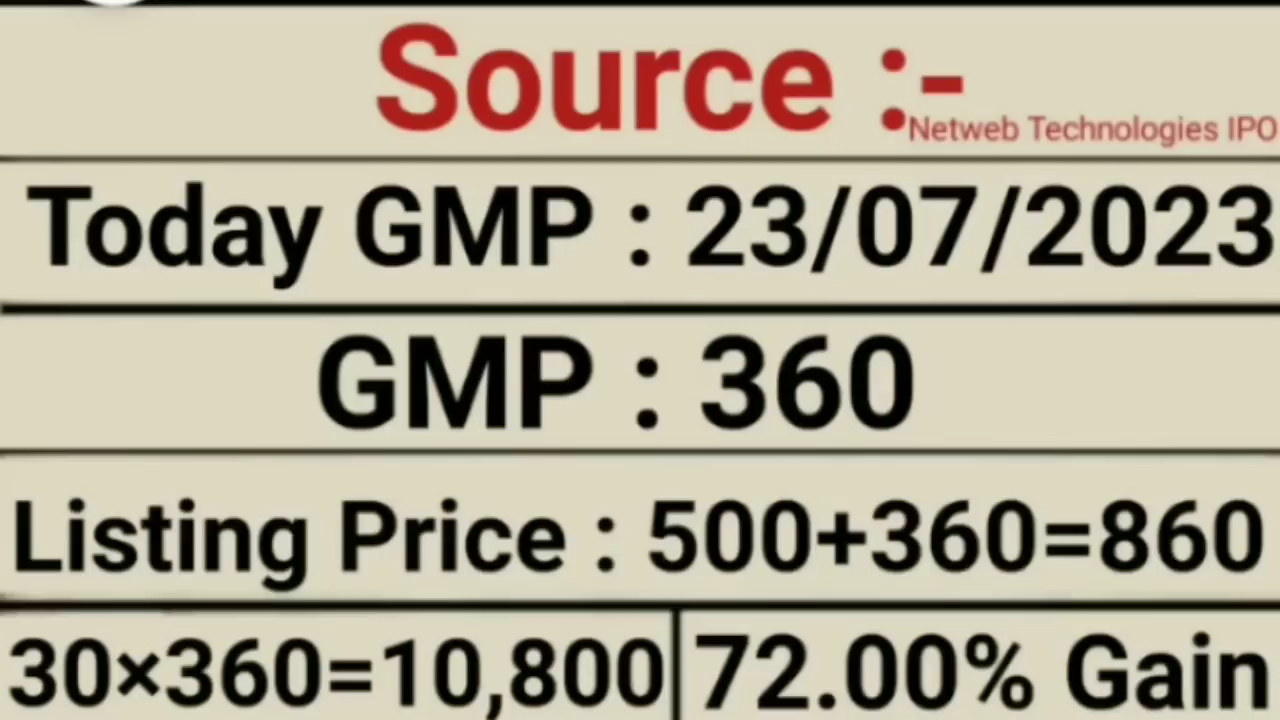 Source :-
Netweb Technologies IPO
Today GMP : 23/07/2023
GMP : 360
Listing Price : 500+360=860
30×360=10,800 72.00% Gain